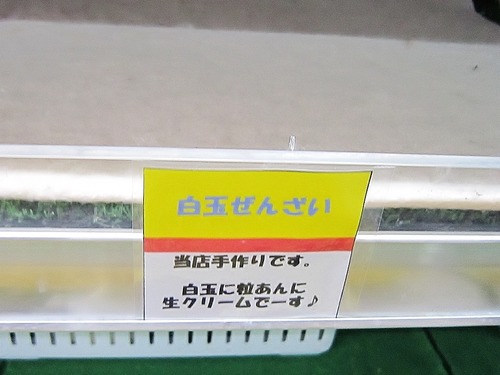 白玉ぜんざい
当店手作りです。
白玉に粒あんに
生クリームでーす♪